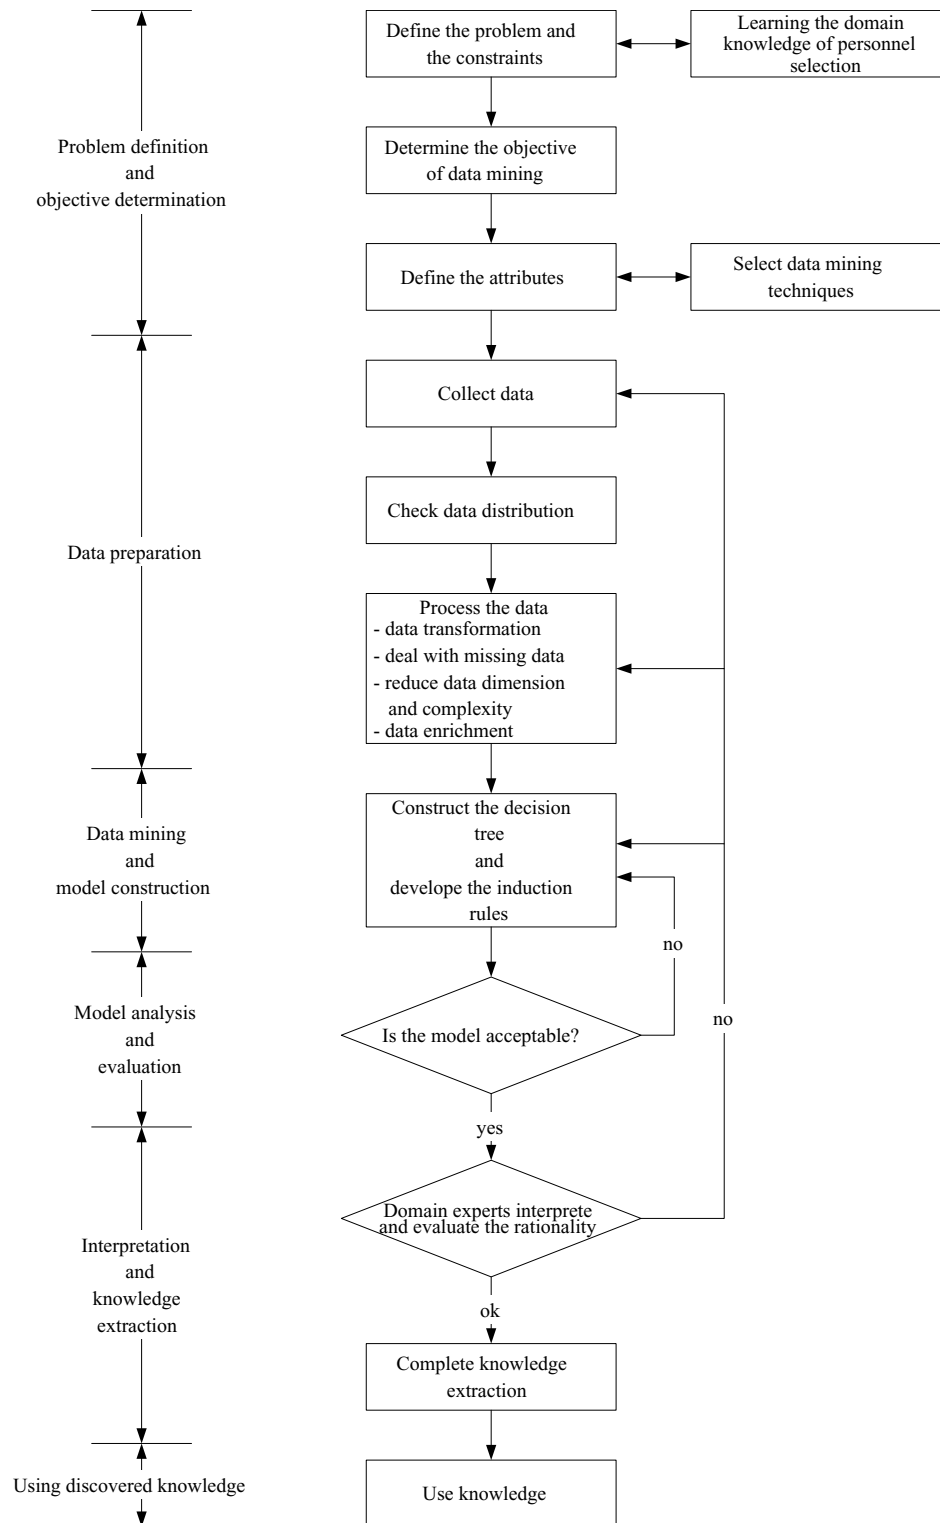 Define the problem and
the constraints
Learning the domain
knowledge of personnel
selection
Problem definition
and
objective determination
Determine the objective
of data mining
Define the attributes
Select data mining
techniques
Collect data
Check data distribution
Data preparation
Process the data
- data transformation
- deal with missing data
- reduce data dimension
and complexity
- data enrichment
Data mining
and
model construction
Construct the decision
tree
and
develope the induction
rules
no
Model analysis
and
evaluation
Is the model acceptable?
no
yes
Interpretation
and
knowledge
extraction
Domain experts interprete
and evaluate the rationality
ok
Complete knowledge
extraction
Using discovered knowledge
Use knowledge